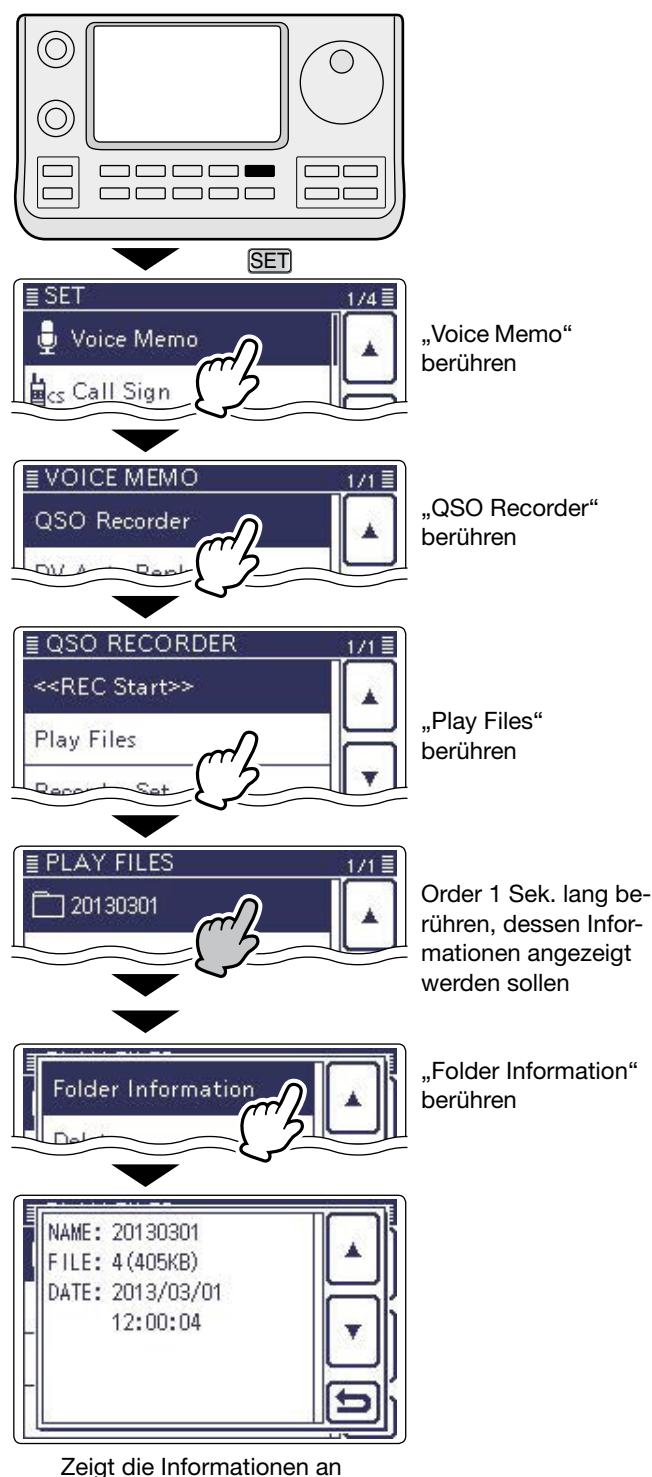 SET
SET 1/4
Voice Memo
CS Call Sign
„Voice Memo“
berühren
VOICE MEMO 1/1
QSO Recorder
„QSO Recorder“
berühren
QSO RECORDER 1/1
<<REC Start>>
Play Files
„Play Files“
berühren
PLAY FILES 1/1
20130301
Order 1 Sek. lang be-
rühren, dessen Infor-
mationen angezeigt
werden sollen
Folder Information
„Folder Information“
berühren
NAME: 20130301
FILE: 4(405KB)
DATE: 2013/03/01
12:00:04
Zeigt die Informationen an